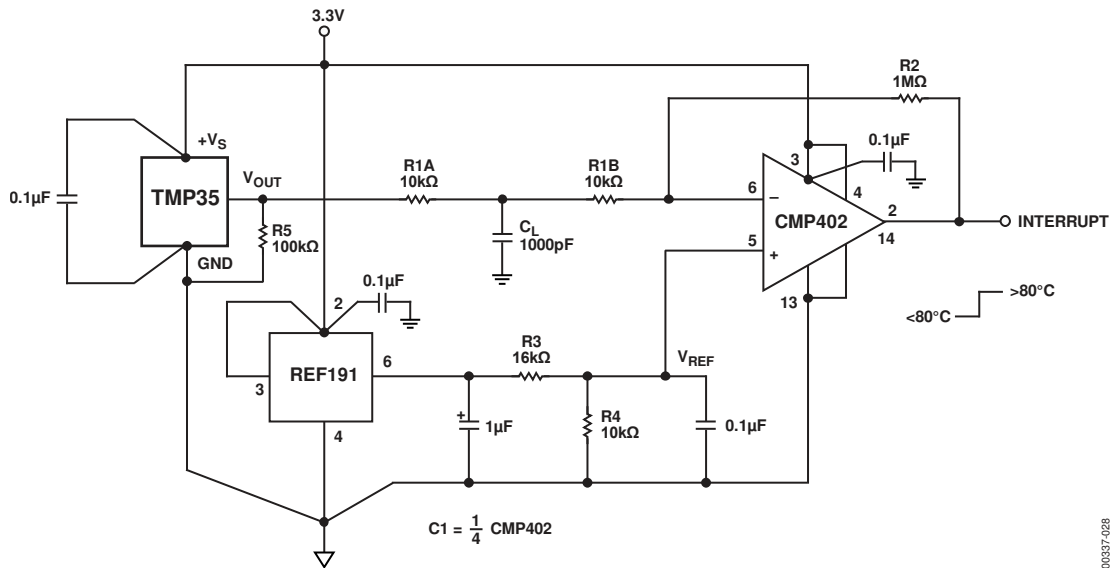 3.3V
R2
1MΩ
+VS
0.1µF
TMP35
VOUT
R5
100kΩ
GND
R1A
10kΩ
R1B
10kΩ
CL
1000pF
0.1µF
3
4
6
−
CMP402
5
+
2
14
13
INTERRUPT
<80°C
>80°C
0.1µF
2
REF191
3
6
4
R3
16kΩ
VREF
+
1µF
R4
10kΩ
0.1µF
C1 = 1/4 CMP402
00337-028